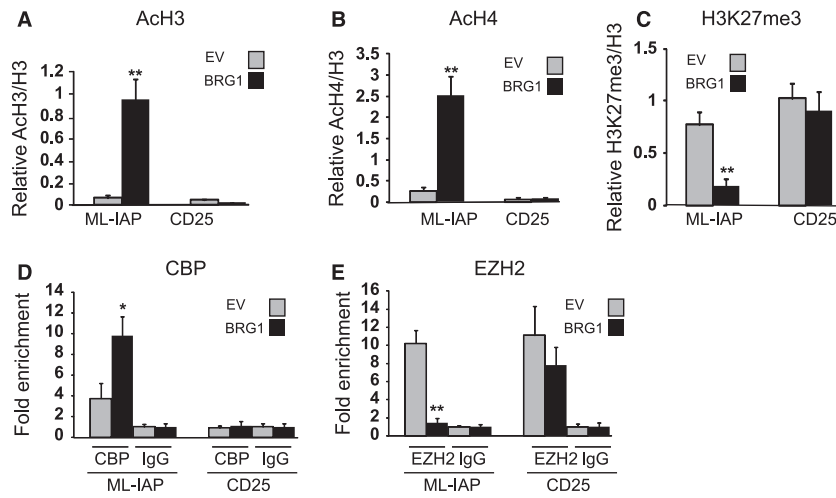 A AcH3
EV
BRG1
Relative AcH3/H3
1.2
1
0.8
0.6
0.4
0.2
0
**
ML-IAP CD25
B AcH4
EV
BRG1
Relative AcH4/H3
3.5
3
2.5
2
1.5
1
0.5
0
**
ML-IAP CD25
C H3K27me3
EV
BRG1
Relative H3K27me3/H3
1.5
1
0.5
0
**
ML-IAP CD25
D CBP
EV
BRG1
Fold enrichment
14
12
10
8
6
4
2
0
*
CBP IgG CBP IgG
ML-IAP CD25
E EZH2
EV
BRG1
Fold enrichment
16
14
12
10
8
6
4
2
0
**
EZH2 IgG EZH2 IgG
ML-IAP CD25